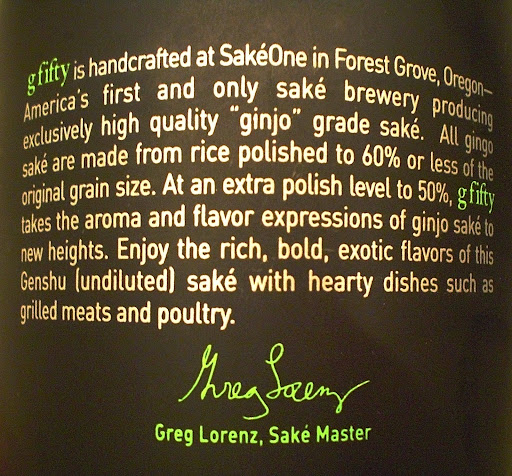 gfifty is handcrafted at SakéOne in Forest Grove, Oregon—
America's first and only saké brewery producing
exclusively high quality "ginjo" grade saké. All gingo
saké are made from rice polished to 60% or less of the
original grain size. At an extra polish level to 50%, gfifty
takes the aroma and flavor expressions of ginjo saké to
new heights. Enjoy the rich, bold, exotic flavors of this
Genshu (undiluted) saké with hearty dishes such as
grilled meats and poultry.
Greg Lorenz
Greg Lorenz, Saké Master